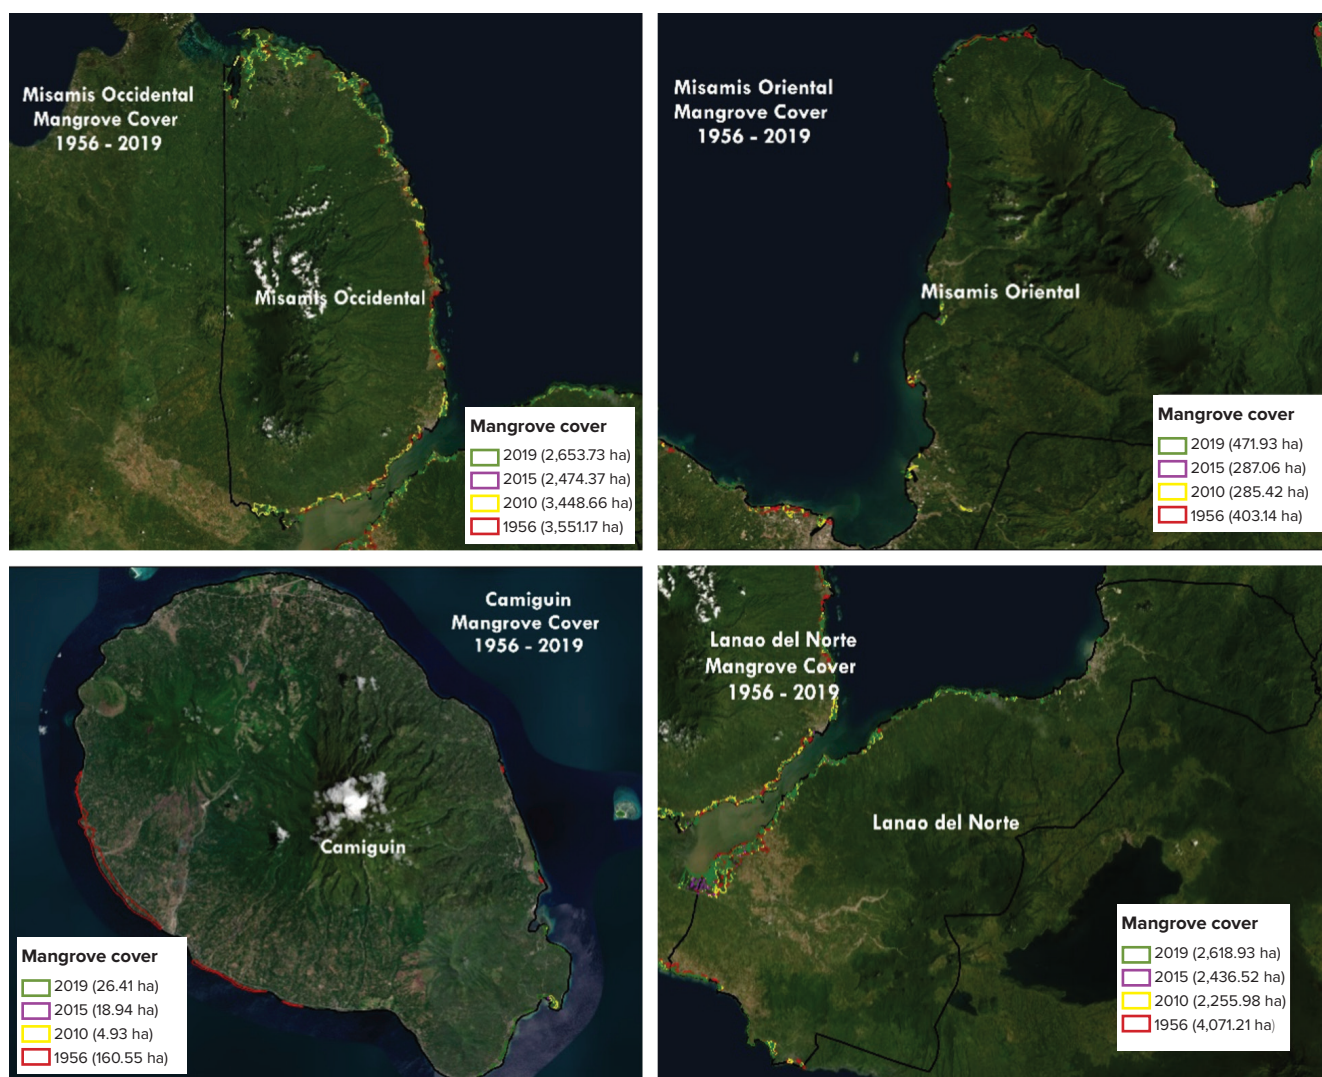 Misamis Occidental
Mangrove Cover
1956 - 2019
Misamis Occidental
Mangrove cover
2019 (2,653.73 ha)
2015 (2,474.37 ha)
2010 (3,448.66 ha)
1956 (3,551.17 ha)
Misamis Oriental
Mangrove Cover
1956 - 2019
Misamis Oriental
Mangrove cover
2019 (471.93 ha)
2015 (287.06 ha)
2010 (285.42 ha)
1956 (403.14 ha)
Camiguin
Mangrove Cover
1956 - 2019
Camiguin
Mangrove cover
2019 (26.41 ha)
2015 (18.94 ha)
2010 (4.93 ha)
1956 (160.55 ha)
Lanao del Norte
Mangrove Cover
1956 - 2019
Lanao del Norte
Mangrove cover
2019 (2,618.93 ha)
2015 (2,436.52 ha)
2010 (2,255.98 ha)
1956 (4,071.21 ha)